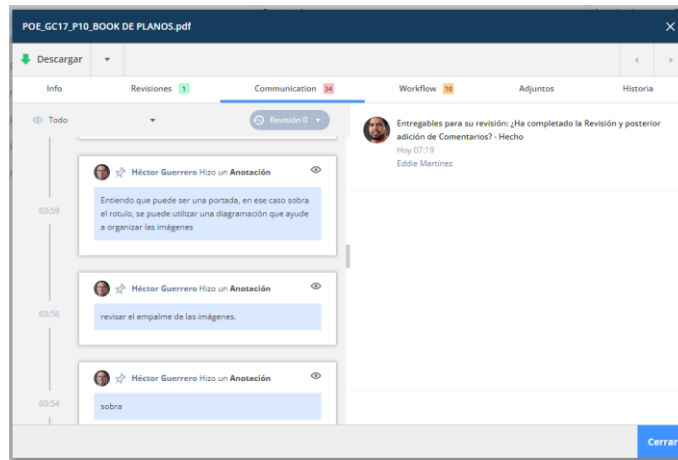 POE_GC17_P10_BOOK DE PLANOS.pdf
Descargar
Info
Revisiones 1
Communication 34
Workflow 10
Adjuntos
Historia
Todo
Revisión 0
Héctor Guerrero Hizo un Anotación
Entiendo que puede ser una portada, en ese caso sobra
el rotulo, se puede utilizar una diagramación que ayude
a organizar las imágenes
03:59
Héctor Guerrero Hizo un Anotación
03:56
revisar el empalme de las imágenes.
Héctor Guerrero Hizo un Anotación
03:54
sobra
Entregables para su revisión: ¿Ha completado la Revisión y posterior
adición de Comentarios? - Hecho
Hoy 07:19
Eddie Martínez
Cerrar